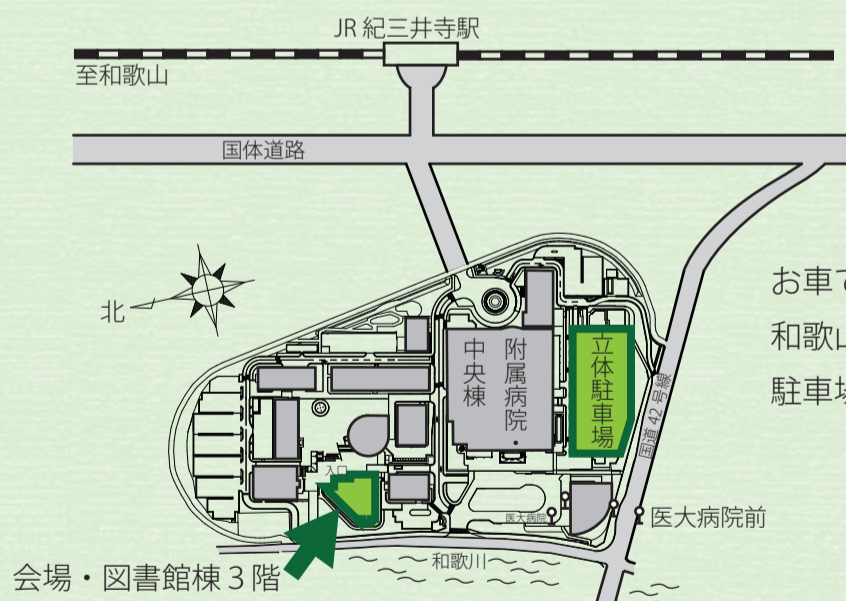 JR 紀三井寺駅
至和歌山
国体道路
北
お車で
和歌山
駐車場
附属病院
中央棟
立体駐車場
国道 42 号線
入口
医大病院
医大病院前
和歌川
会場・図書館棟 3 階